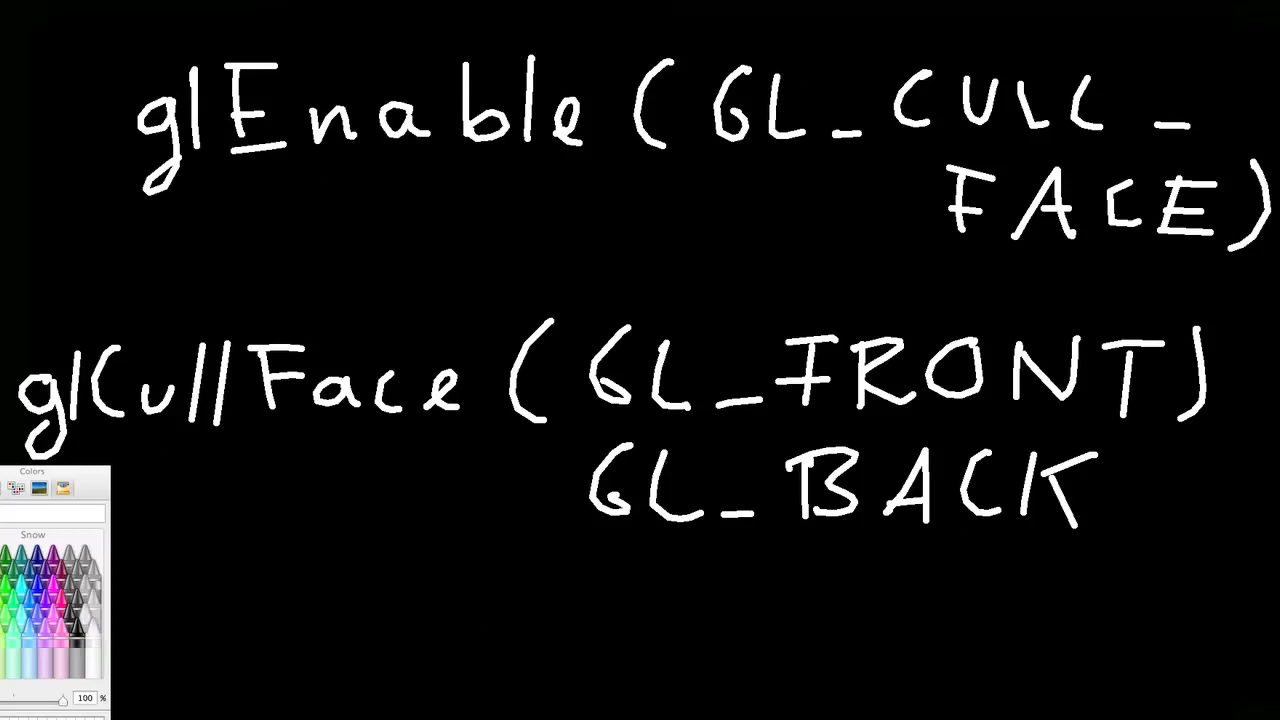 glEnable(GL_CULL_
FACE)
glCullFace(GL_FRONT)
GL_BACK
Colors
Snow
100 %